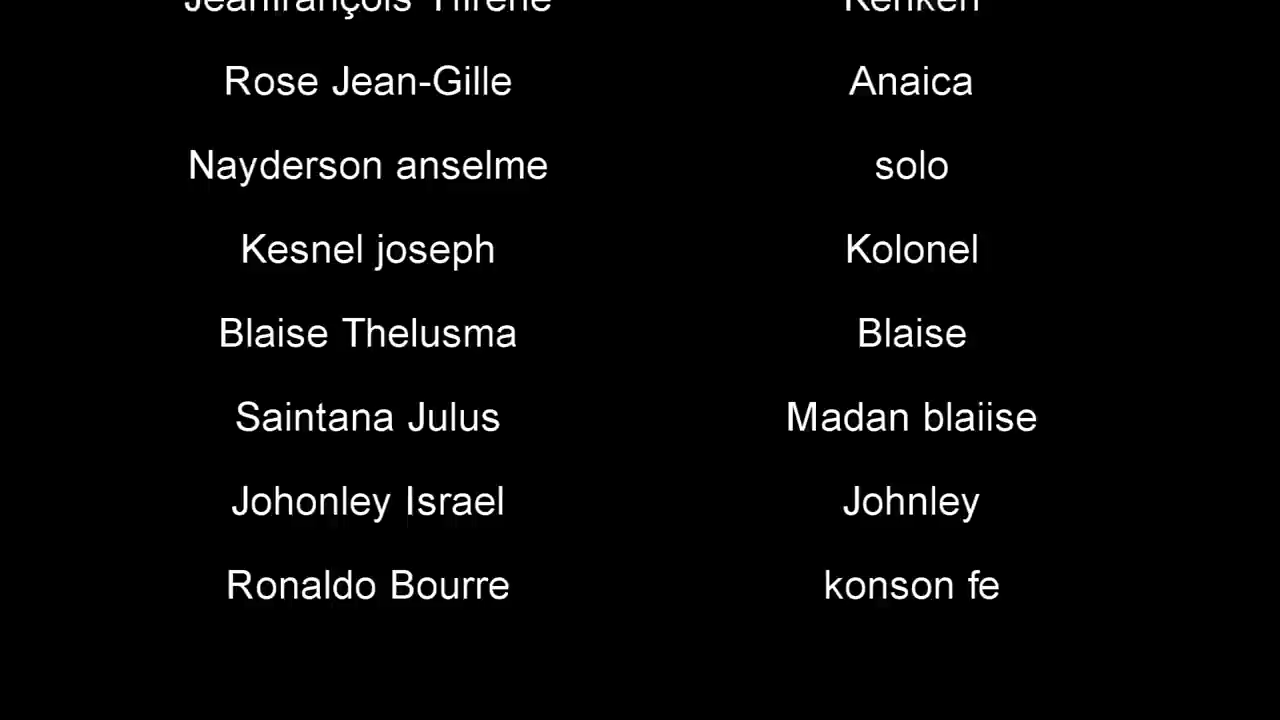 Rose Jean-Gille Anaica
Nayderson anselme solo
Kesnel joseph Kolonel
Blaise Thelusma Blaise
Saintana Julus Madan blaiise
Johonley Israel Johnley
Ronaldo Bourre konson fe